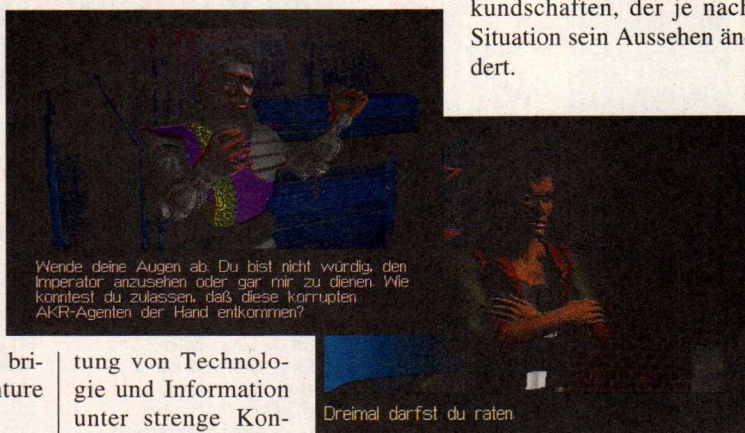 kundschaften, der je nach
Situation sein Aussehen än-
dert.
Wende deine Augen ab. Du bist nicht würdig, den
Imperator anzusehen oder gar mir zu dienen. Wie
konntest du zulassen, daß diese korrupten
AKR-Agenten der Hand entkommen?
bri-
nture
tung von Technolo-
gie und Information
unter strenge Kon-
Dreimal darfst du raten.